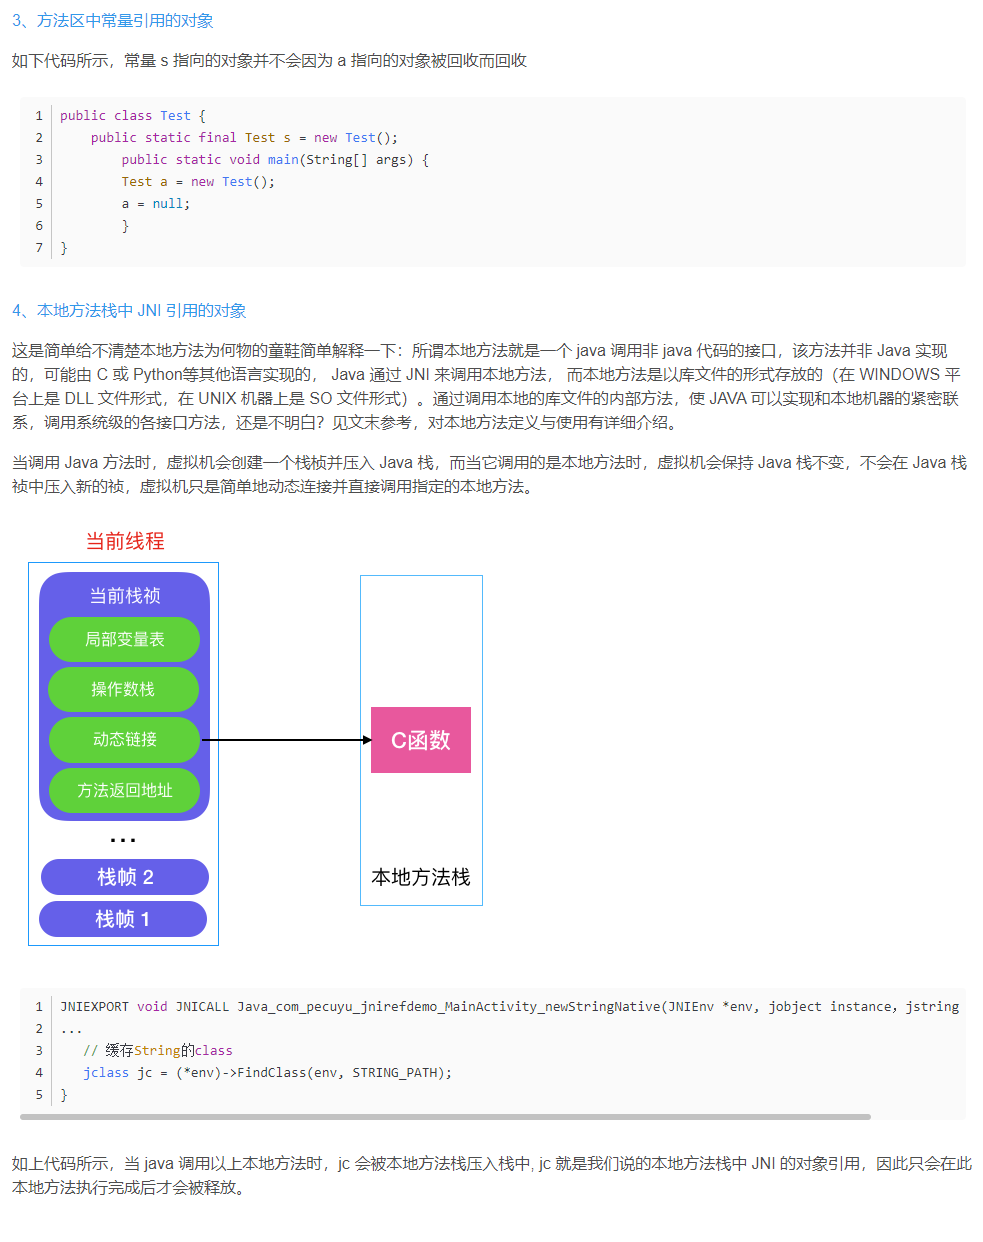 3、方法区中常量引用的对象
如下代码所示，常量 s 指向的对象并不会因为 a 指向的对象被回收而回收
1 public class Test {
2     public static final Test s = new Test();
3         public static void main(String[] args) {
4         Test a = new Test();
5         a = null;
6         }
7 }
4、本地方法栈中 JNI 引用的对象
这是简单给不清楚本地方法为何物的童鞋简单解释一下：所谓本地方法就是一个 java 调用非 java 代码的接口，该方法并非 Java 实现
的，可能由 C 或 Python等其他语言实现的， Java 通过 JNI 来调用本地方法， 而本地方法是以库文件的形式存放的（在 WINDOWS 平
台上是 DLL 文件形式，在 UNIX 机器上是 SO 文件形式）。通过调用本地的库文件的内部方法，使 JAVA 可以实现和本地机器的紧密联
系，调用系统级的各接口方法，还是不明白？见文末参考，对本地方法定义与使用有详细介绍。
当调用 Java 方法时，虚拟机会创建一个栈桢并压入 Java 栈，而当它调用的是本地方法时，虚拟机会保持 Java 栈不变，不会在 Java 栈
祯中压入新的祯，虚拟机只是简单地动态连接并直接调用指定的本地方法。
当前线程
当前栈祯
局部变量表
操作数栈
动态链接
方法返回地址
...
栈帧 2
栈帧 1
C函数
本地方法栈
1 JNIEXPORT void JNICALL Java_com_pecuyu_jnirefdemo_MainActivity_newStringNative(JNIEnv *env, jobject instance，jstring
2 ...
3    // 缓存String的class
4    jclass jc = (*env)->FindClass(env, STRING_PATH);
5 }
如上代码所示，当 java 调用以上本地方法时，jc 会被本地方法栈压入栈中, jc 就是我们说的本地方法栈中 JNI 的对象引用，因此只会在此
本地方法执行完成后才会被释放。